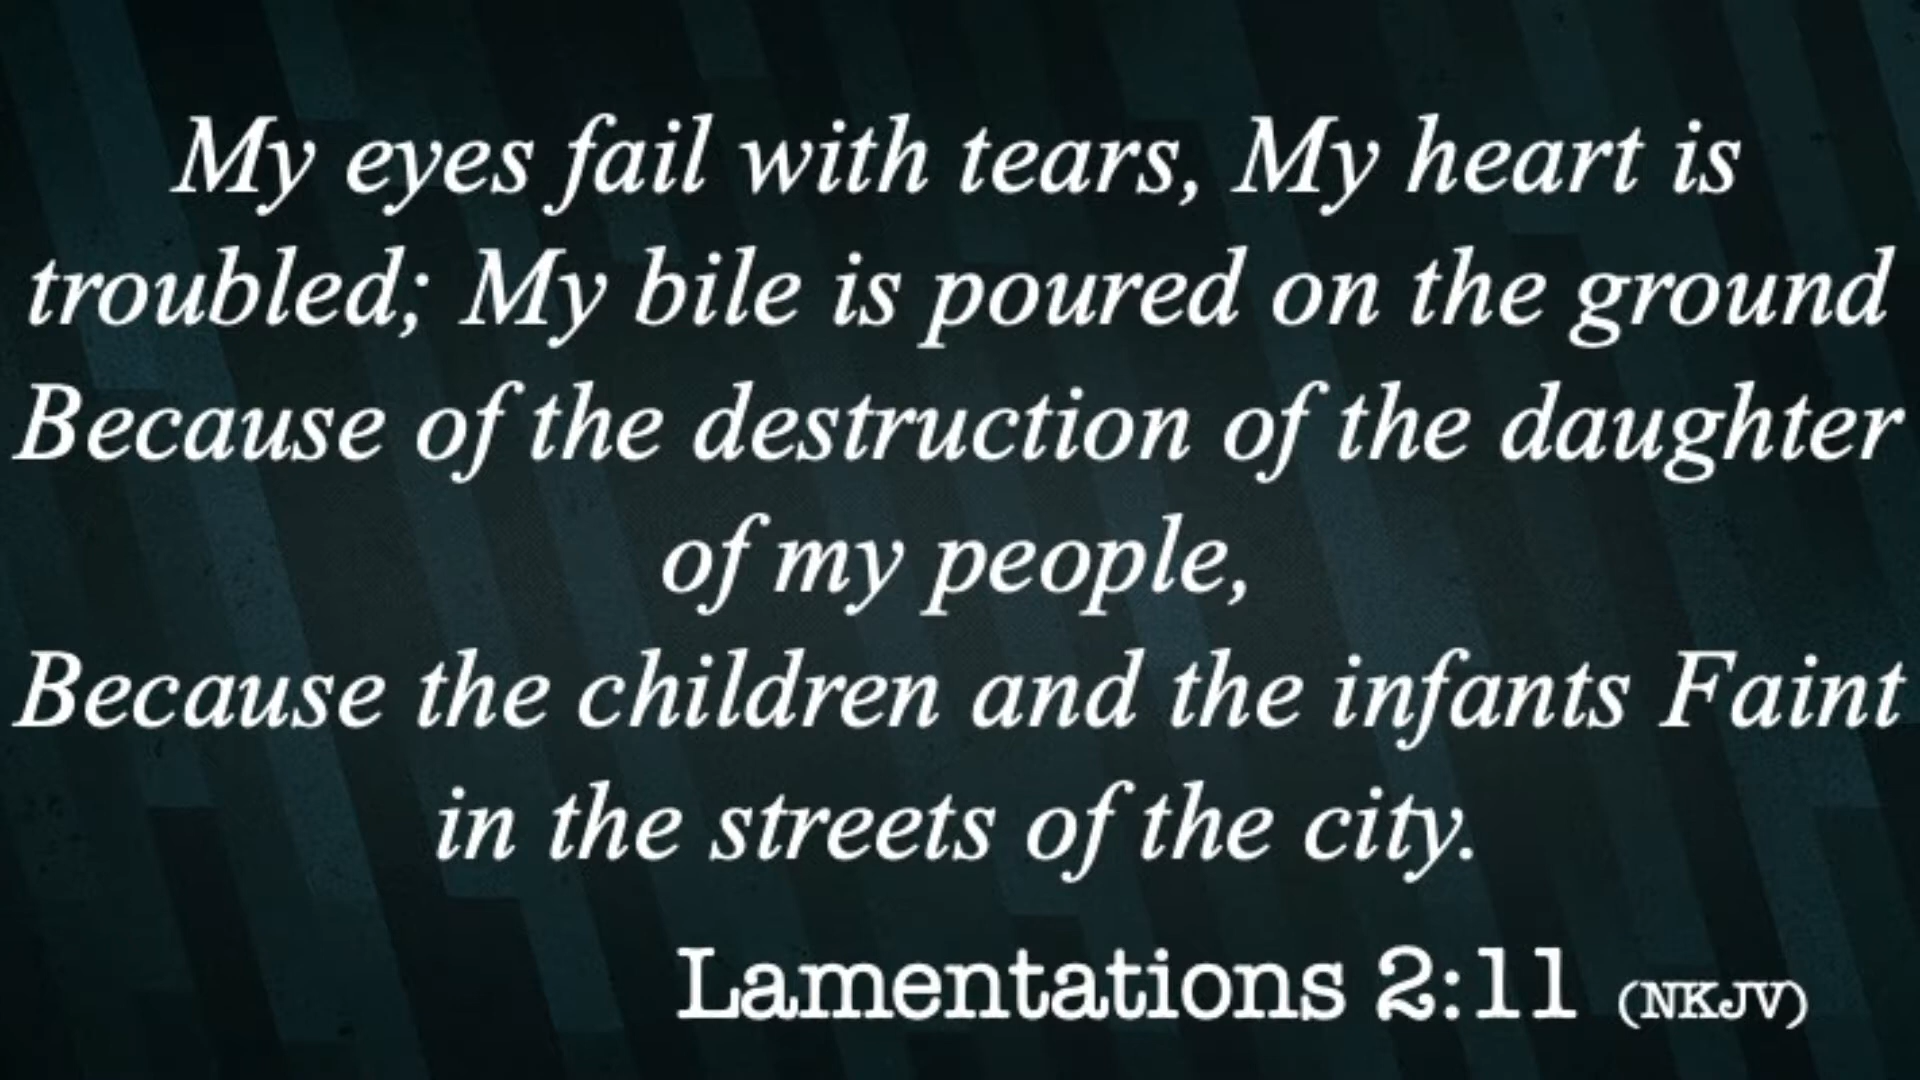 My eyes fail with tears, My heart is
troubled; My bile is poured on the ground
Because of the destruction of the daughter
of my people,
Because the children and the infants Faint
in the streets of the city.
Lamentations 2:11 (NKJV)